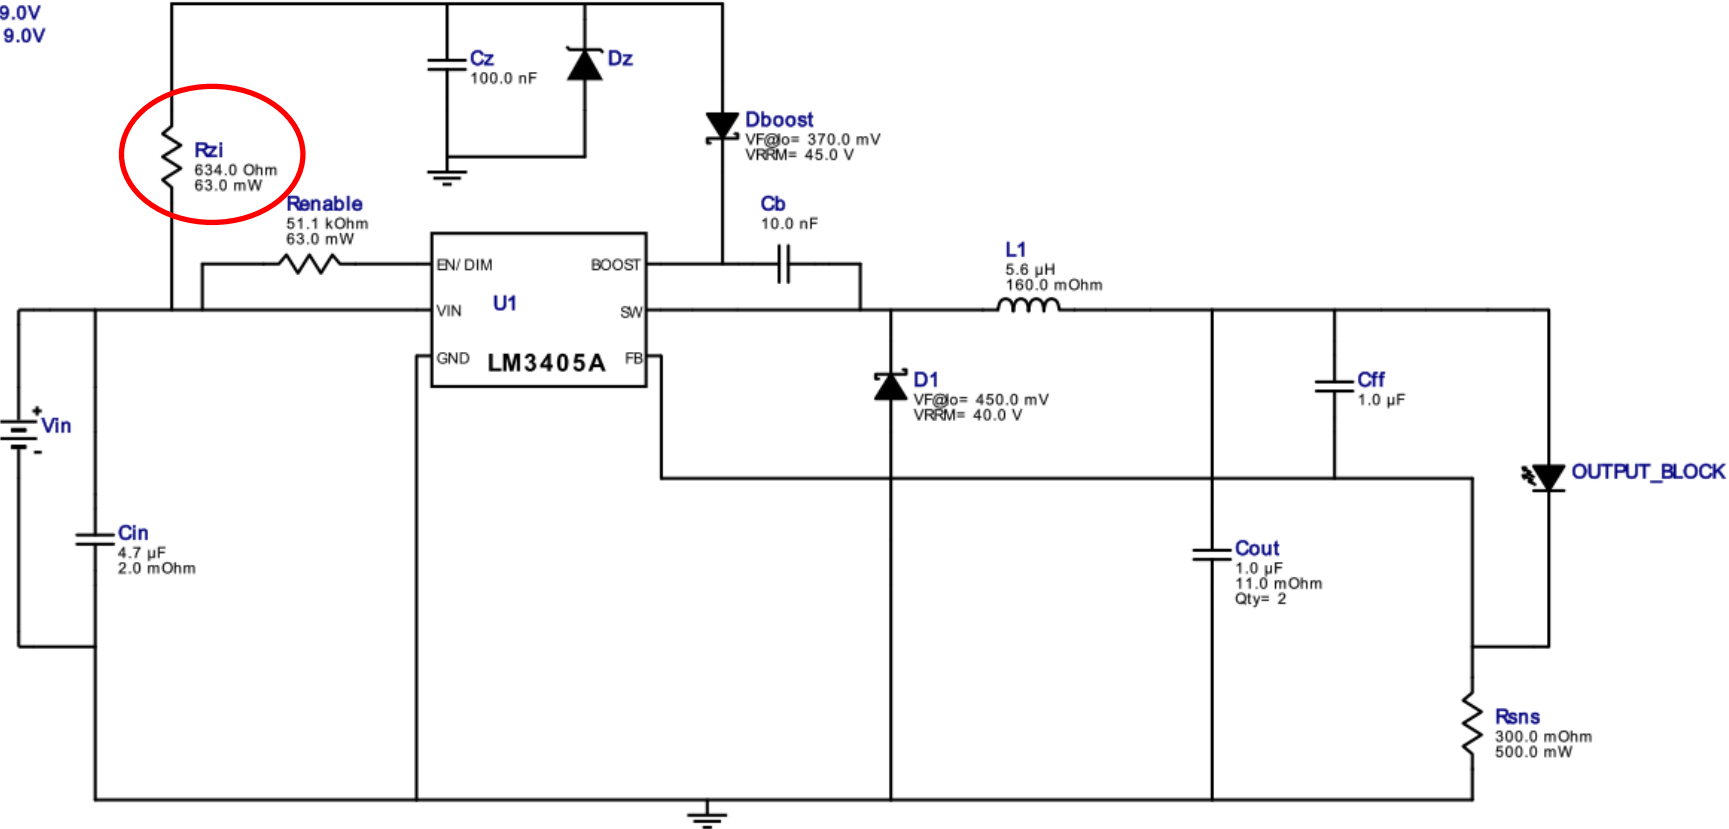 9.0V
9.0V
Cz
100.0 nF
Dz
Dboost
VF@Io= 370.0 mV
VRRM= 45.0 V
Rzi
634.0 Ohm
63.0 mW
Renable
51.1 kOhm
63.0 mW
Cb
10.0 nF
EN/ DIM
BOOST
VIN
U1
SW
GND
LM3405A
FB
L1
5.6 µH
160.0 mOhm
D1
VF@Io= 450.0 mV
VRRM= 40.0 V
Cff
1.0 µF
+
Vin
-
OUTPUT_BLOCK
Cin
4.7 µF
2.0 mOhm
Cout
1.0 µF
11.0 mOhm
Qty= 2
Rsns
300.0 mOhm
500.0 mW